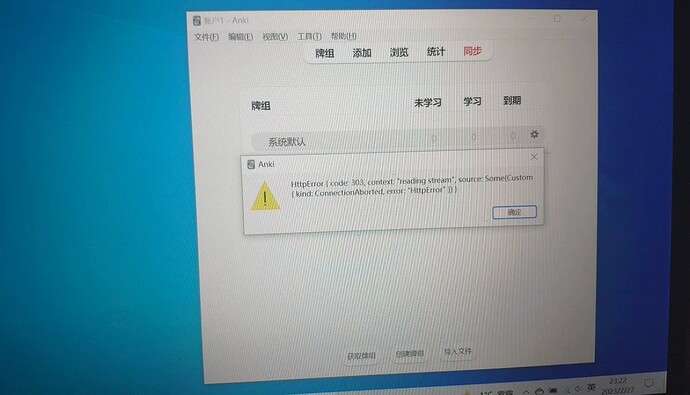 账户1 - Anki
文件(F) 编辑(E) 视图(V) 工具(T) 帮助(H)
牌组 添加 浏览 统计 同步
牌组 未学习 学习 到期
系统默认 0 0 0
Anki
HttpError { code: 303, context: "reading stream", source: Some(Custom
{ kind: ConnectionAborted, error: "HttpError" }) }
确定
获取牌组 创建牌组 导入文件
英
23:22
2023/2/27